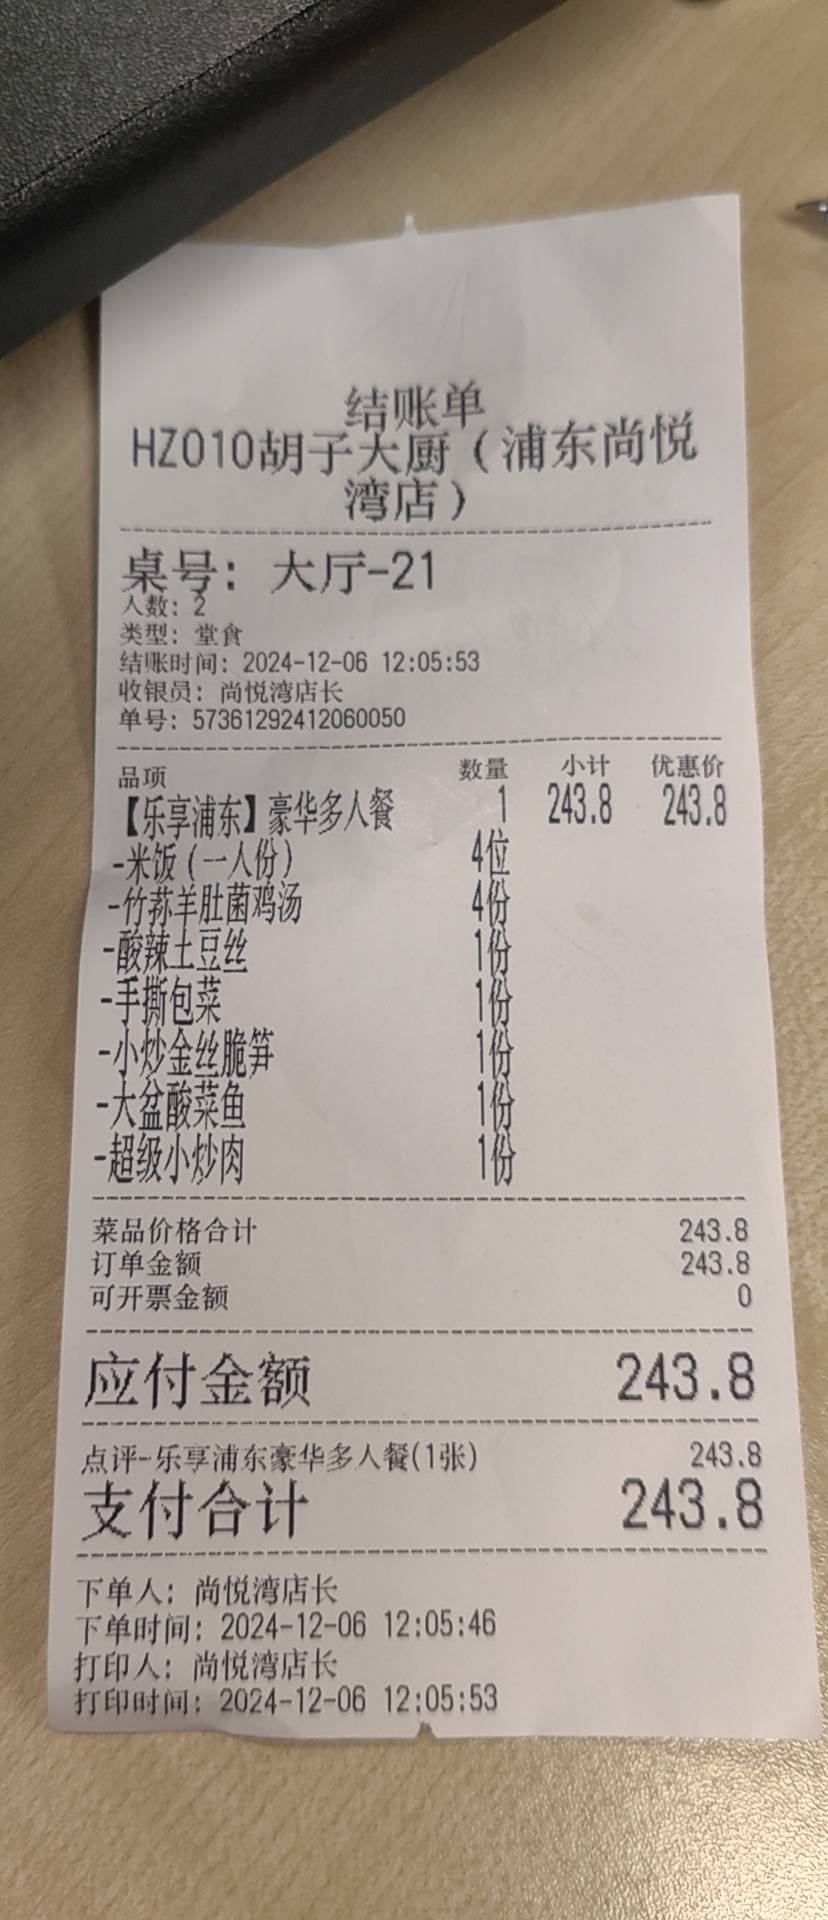 结账单
HZ010胡子大厨（浦东尚悦
湾店）
桌号：大厅-21
人数：2
类型：堂食
结账时间：2024-12-06 12:05:53
收银员：尚悦湾店长
单号：57361292412060050
品项 数量 小计 优惠价
【乐享浦东】豪华多人餐 1 243.8 243.8
-米饭（一人份） 4位
-竹荪羊肚菌鸡汤 4份
-酸辣土豆丝 1份
-手撕包菜 1份
-小炒金丝脆笋 1份
-大盆酸菜鱼 1份
-超级小炒肉 1份
菜品价格合计 243.8
订单金额 243.8
可开票金额 0
应付金额 243.8
点评-乐享浦东豪华多人餐(1张) 243.8
支付合计 243.8
下单人：尚悦湾店长
下单时间：2024-12-06 12:05:46
打印人：尚悦湾店长
打印时间：2024-12-06 12:05:53